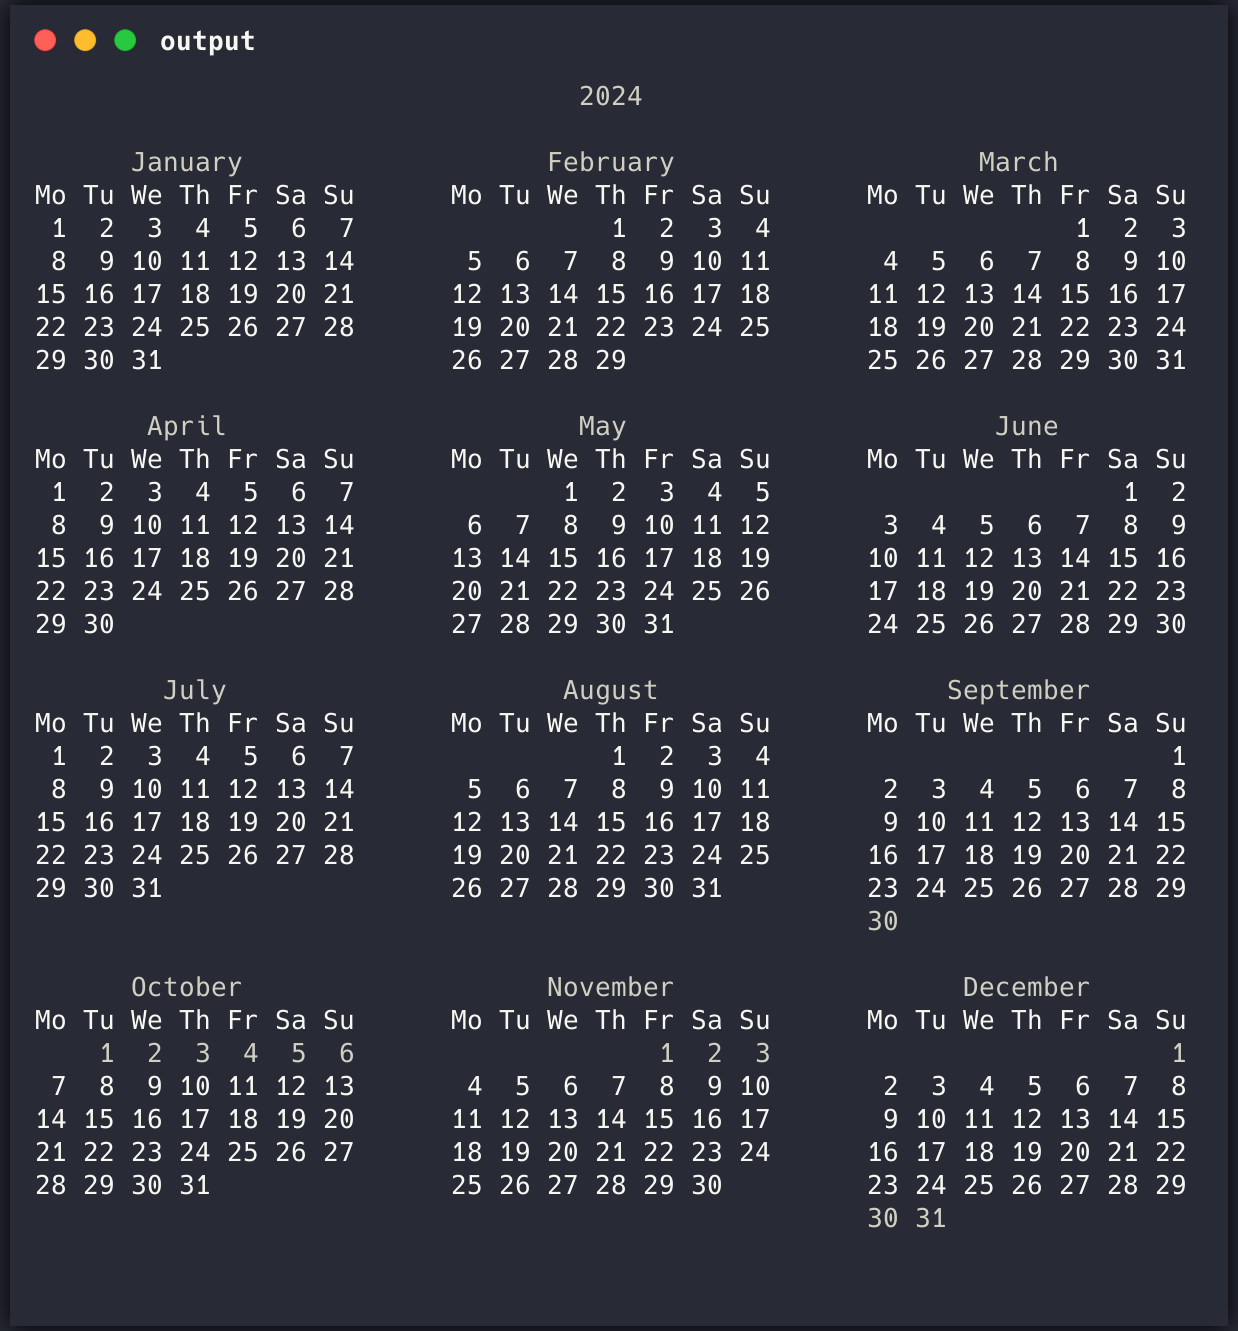 output
2024
January February March
Mo Tu We Th Fr Sa Su Mo Tu We Th Fr Sa Su Mo Tu We Th Fr Sa Su
1 2 3 4 5 6 7 1 2 3 4 1 2 3
8 9 10 11 12 13 14 5 6 7 8 9 10 11 4 5 6 7 8 9 10
15 16 17 18 19 20 21 12 13 14 15 16 17 18 11 12 13 14 15 16 17
22 23 24 25 26 27 28 19 20 21 22 23 24 25 18 19 20 21 22 23 24
29 30 31 26 27 28 29 25 26 27 28 29 30 31
April May June
Mo Tu We Th Fr Sa Su Mo Tu We Th Fr Sa Su Mo Tu We Th Fr Sa Su
1 2 3 4 5 6 7 1 2 3 4 5 1 2
8 9 10 11 12 13 14 6 7 8 9 10 11 12 3 4 5 6 7 8 9
15 16 17 18 19 20 21 13 14 15 16 17 18 19 10 11 12 13 14 15 16
22 23 24 25 26 27 28 20 21 22 23 24 25 26 17 18 19 20 21 22 23
29 30 27 28 29 30 31 24 25 26 27 28 29 30
July August September
Mo Tu We Th Fr Sa Su Mo Tu We Th Fr Sa Su Mo Tu We Th Fr Sa Su
1 2 3 4 5 6 7 1 2 3 4 1
8 9 10 11 12 13 14 5 6 7 8 9 10 11 2 3 4 5 6 7 8
15 16 17 18 19 20 21 12 13 14 15 16 17 18 9 10 11 12 13 14 15
22 23 24 25 26 27 28 19 20 21 22 23 24 25 16 17 18 19 20 21 22
29 30 31 26 27 28 29 30 31 23 24 25 26 27 28 29
30
October November December
Mo Tu We Th Fr Sa Su Mo Tu We Th Fr Sa Su Mo Tu We Th Fr Sa Su
1 2 3 4 5 6 1 2 3 1
7 8 9 10 11 12 13 4 5 6 7 8 9 10 2 3 4 5 6 7 8
14 15 16 17 18 19 20 11 12 13 14 15 16 17 9 10 11 12 13 14 15
21 22 23 24 25 26 27 18 19 20 21 22 23 24 16 17 18 19 20 21 22
28 29 30 31 25 26 27 28 29 30 23 24 25 26 27 28 29
30 31